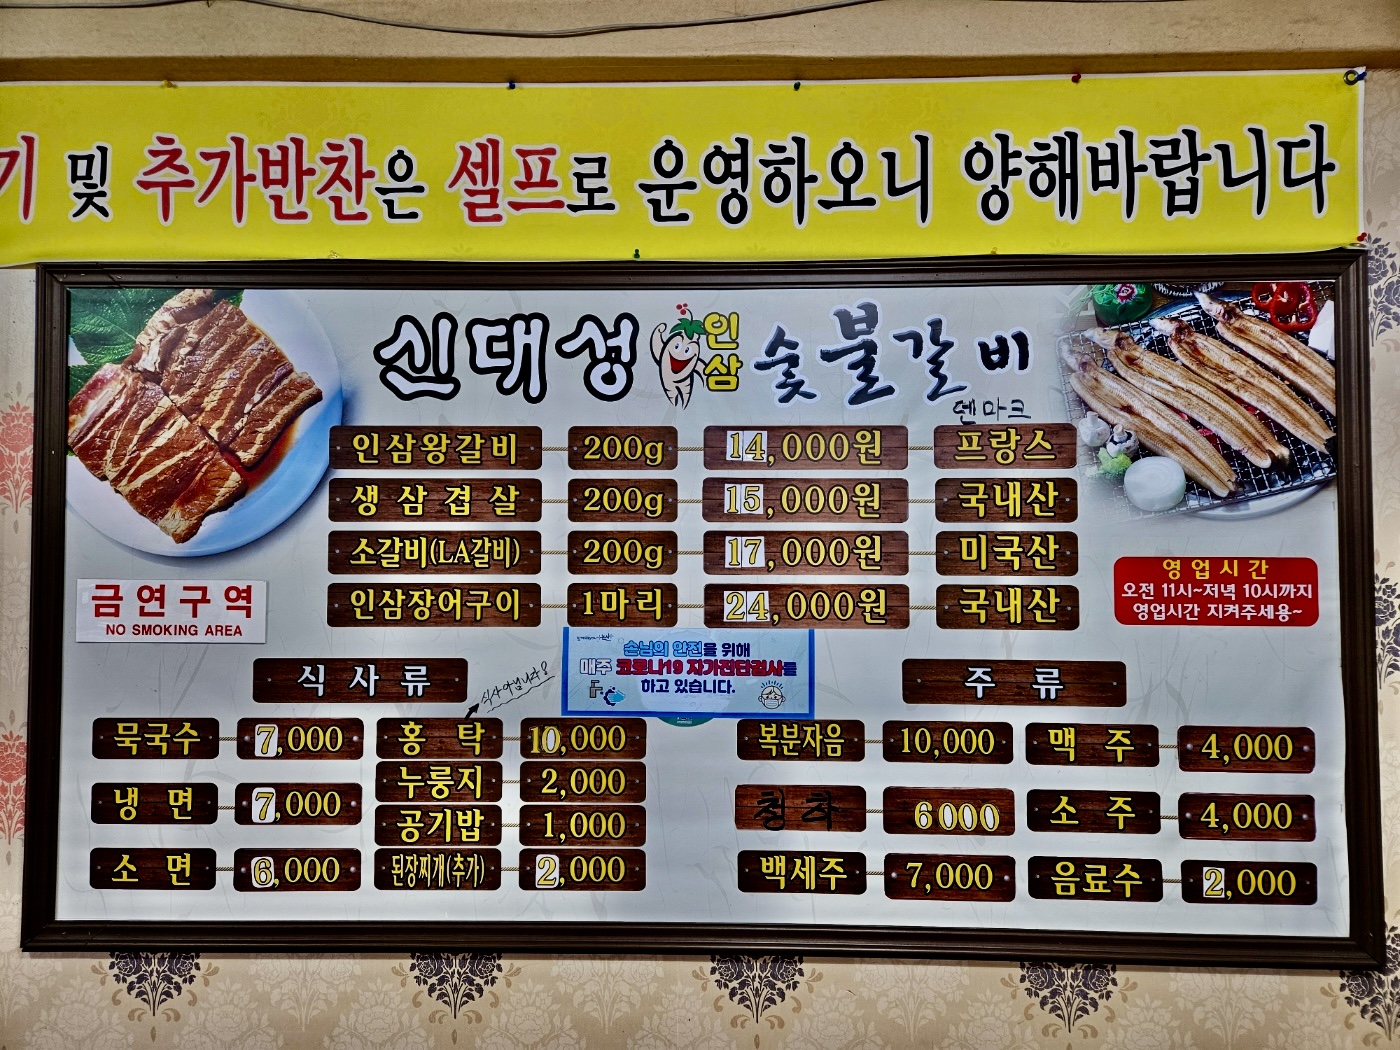 기 및 추가반찬은 셀프로 운영하오니 양해바랍니다
신대성 인삼 숯불갈비
덴마크
인삼왕갈비 200g 14,000원 프랑스
생삼겹살 200g 15,000원 국내산
소갈비(LA갈비) 200g 17,000원 미국산
인삼장어구이 1마리 24,000원 국내산
영업시간
오전 11시~저녁 10시까지
영업시간 지켜주세용~
금연구역
NO SMOKING AREA
손님의 안전을 위해
매주 코로나19 자가진단검사를
하고 있습니다.
식사류
식사아닙니다!
주류
묵국수 7,000
냉면 7,000
소면 6,000
홍탁 10,000
누룽지 2,000
공기밥 1,000
된장찌개(추가) 2,000
복분자음 10,000
청하 6000
백세주 7,000
맥주 4,000
소주 4,000
음료수 2,000